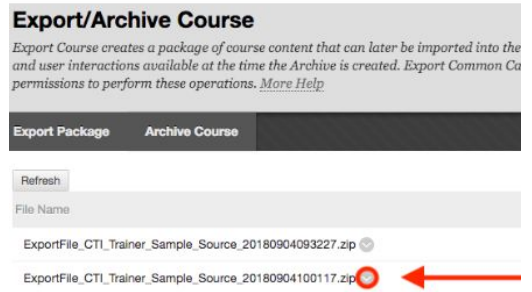 Export/Archive Course
Export Course creates a package of course content that can later be imported into the
and user interactions available at the time the Archive is created. Export Common Ca
permissions to perform these operations. More Help
Export Package Archive Course
Refresh
File Name
ExportFile_CTI_Trainer_Sample_Source_20180904093227.zip
ExportFile_CTI_Trainer_Sample_Source_20180904100117.zip